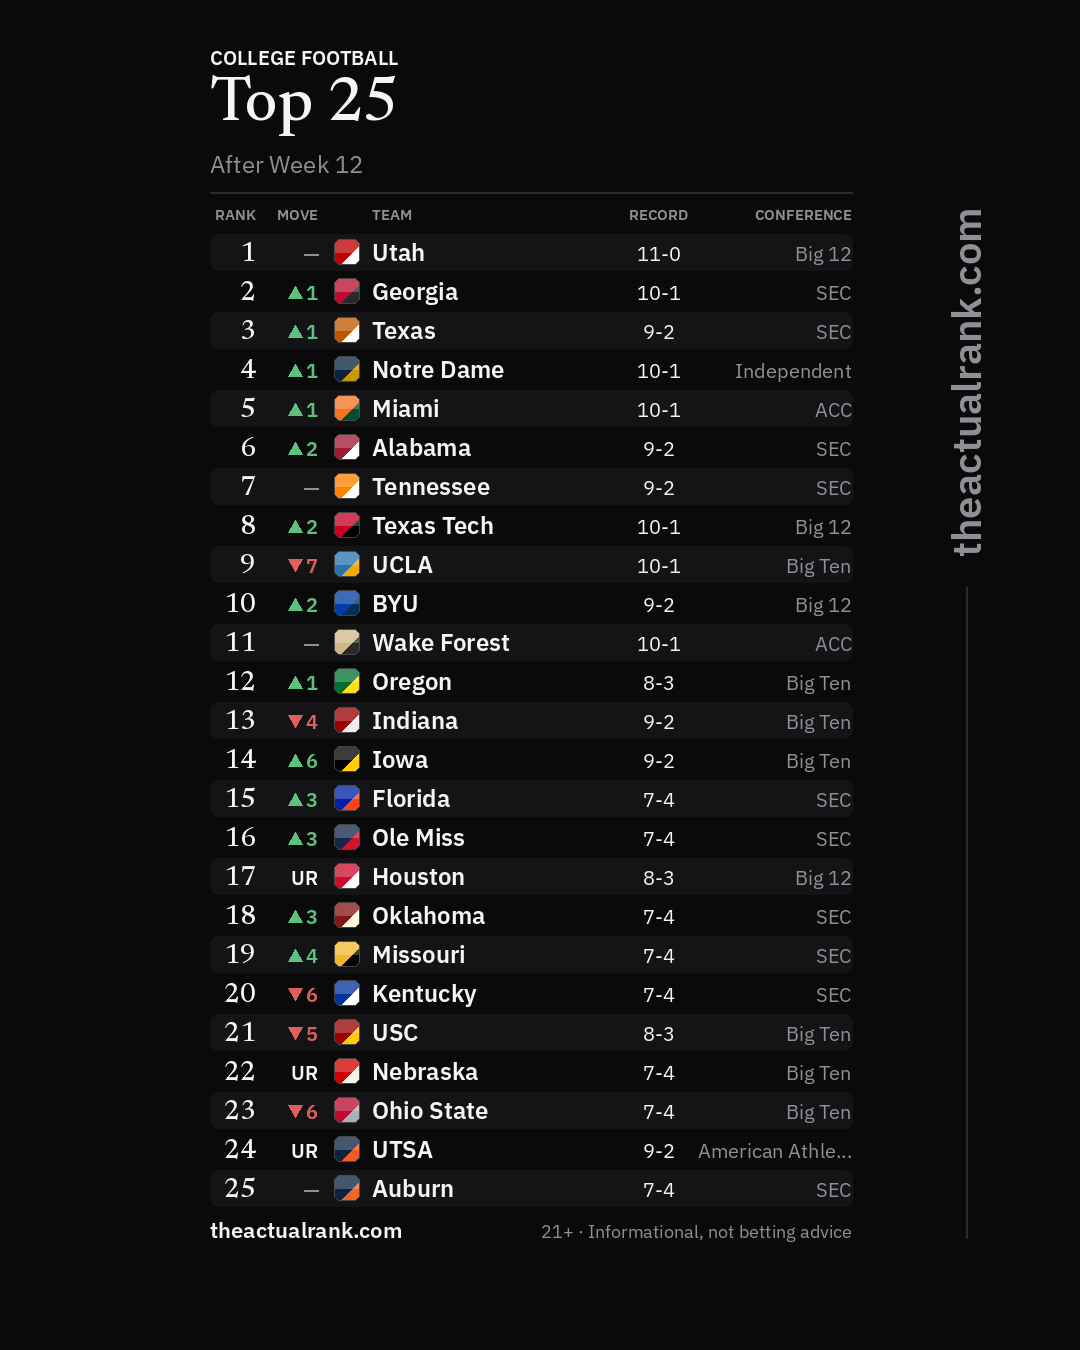 COLLEGE FOOTBALL
Top 25
After Week 12
RANK MOVE TEAM RECORD CONFERENCE
1 — Utah 11-0 Big 12
2 ▲1 Georgia 10-1 SEC
3 ▲1 Texas 9-2 SEC
4 ▲1 Notre Dame 10-1 Independent
5 ▲1 Miami 10-1 ACC
6 ▲2 Alabama 9-2 SEC
7 — Tennessee 9-2 SEC
8 ▲2 Texas Tech 10-1 Big 12
9 ▼7 UCLA 10-1 Big Ten
10 ▲2 BYU 9-2 Big 12
11 — Wake Forest 10-1 ACC
12 ▲1 Oregon 8-3 Big Ten
13 ▼4 Indiana 9-2 Big Ten
14 ▲6 Iowa 9-2 Big Ten
15 ▲3 Florida 7-4 SEC
16 ▲3 Ole Miss 7-4 SEC
17 UR Houston 8-3 Big 12
18 ▲3 Oklahoma 7-4 SEC
19 ▲4 Missouri 7-4 SEC
20 ▼6 Kentucky 7-4 SEC
21 ▼5 USC 8-3 Big Ten
22 UR Nebraska 7-4 Big Ten
23 ▼6 Ohio State 7-4 Big Ten
24 UR UTSA 9-2 American Athle...
25 — Auburn 7-4 SEC
theactualrank.com 21+ · Informational, not betting advice
theactualrank.com